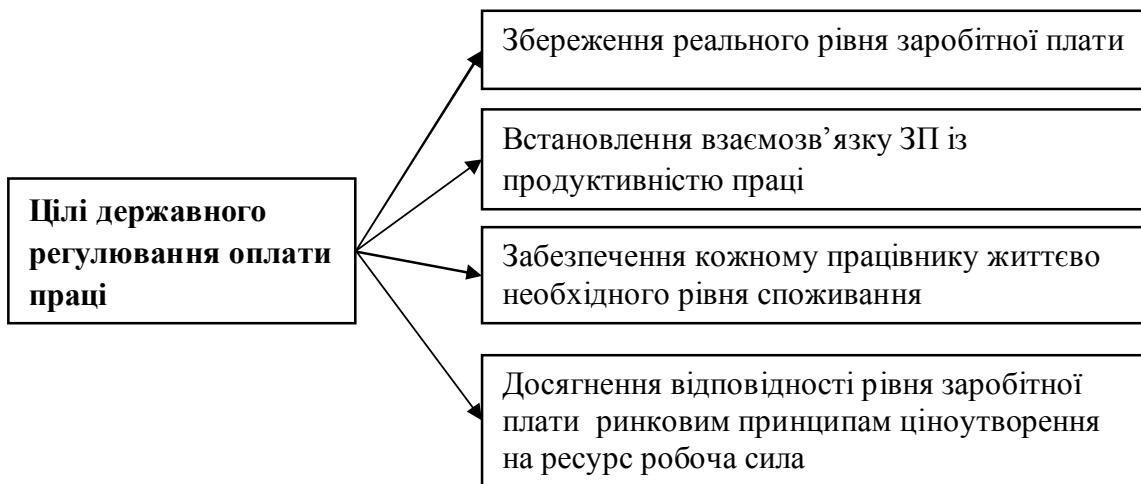 Збереження реального рівня заробітної плати
Встановлення взаємозв’язку ЗП із
продуктивністю праці
Цілі державного
регулювання оплати
праці
Забезпечення кожному працівнику життєво
необхідного рівня споживання
Досягнення відповідності рівня заробітної
плати ринковим принципам ціноутворення
на ресурс робоча сила